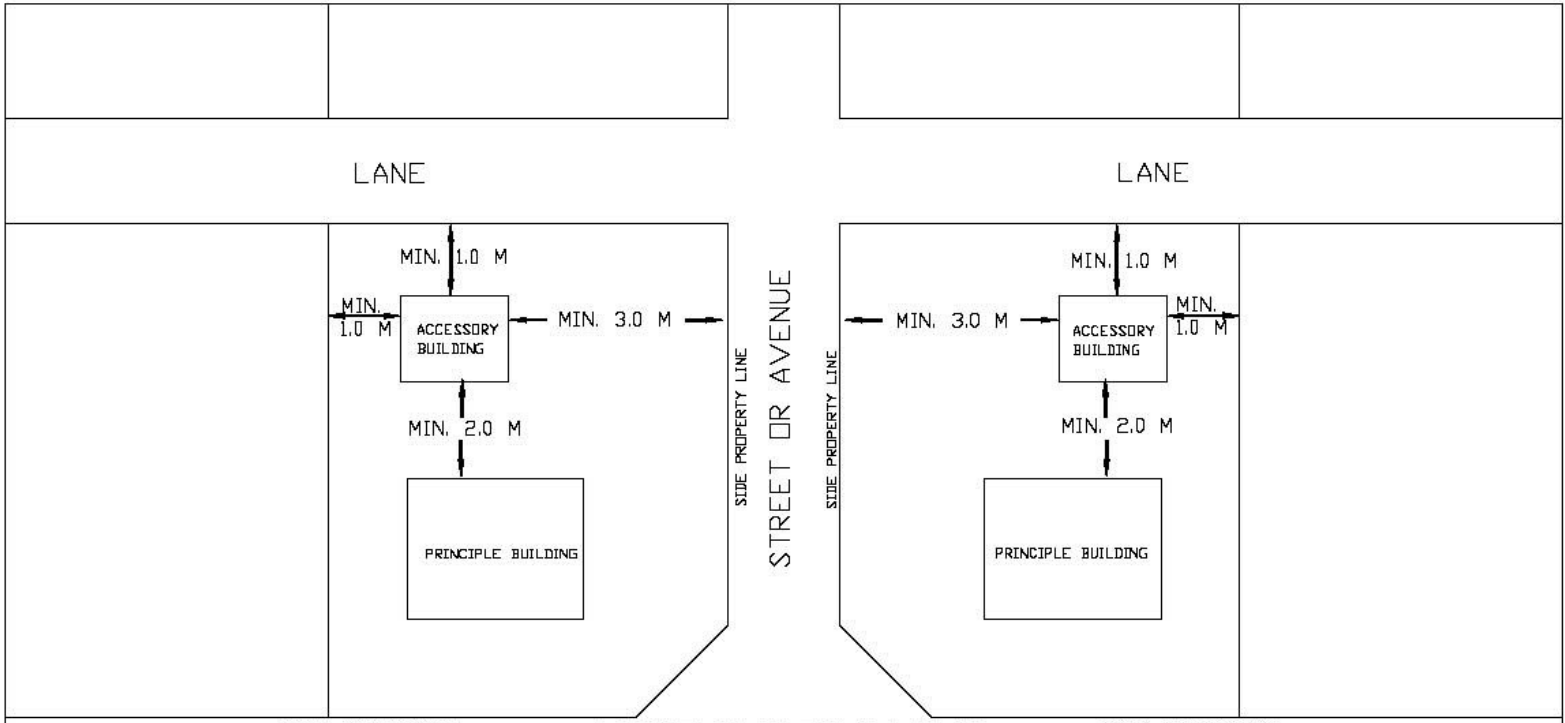 LANE
LANE
MIN. 1.0 M
MIN. 1.0 M
MIN.
1.0 M
ACCESSORY
BUILDING
MIN. 3.0 M
MIN. 3.0 M
ACCESSORY
BUILDING
MIN.
1.0 M
SIDE PROPERTY LINE
STREET OR AVENUE
SIDE PROPERTY LINE
MIN. 2.0 M
MIN. 2.0 M
PRINCIPLE BUILDING
PRINCIPLE BUILDING